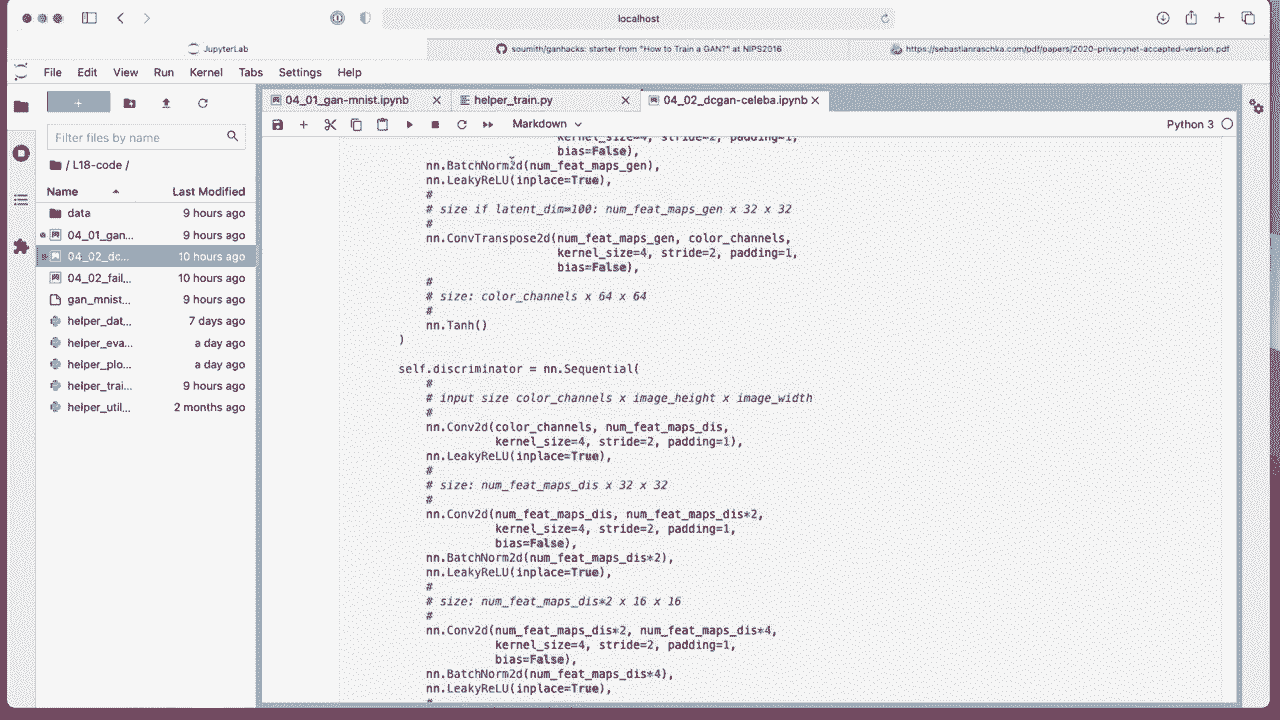 localhost
JupyterLab
soumith/ganhacks: starter from "How to Train a GAN?" at NIPS2016
https://sebastianraschka.com/pdf/papers/2020-privacynet-accepted-version.pdf
File Edit View Run Kernel Tabs Settings Help
+
Filter files by name
/ L18-code /
Name Last Modified
data 9 hours ago
04_01_gan... 9 hours ago
04_02_dc... 10 hours ago
04_02_fail... 10 hours ago
gan_mnist... 9 hours ago
helper_dat... 7 days ago
helper_eva... a day ago
helper_plo... a day ago
helper_trai... 9 hours ago
helper_util... 2 months ago
04_01_gan-mnist.ipynb
helper_train.py
04_02_dcgan-celeba.ipynb
Markdown
Python 3
kernel_size=4, stride=2, padding=1,
bias=False),
nn.BatchNorm2d(num_feat_maps_gen),
nn.LeakyReLU(inplace=True),
#
# size if latent_dim=100: num_feat_maps_gen x 32 x 32
#
nn.ConvTranspose2d(num_feat_maps_gen, color_channels,
kernel_size=4, stride=2, padding=1,
bias=False),
#
# size: color_channels x 64 x 64
#
nn.Tanh()
)
self.discriminator = nn.Sequential(
#
# input size color_channels x image_height x image_width
#
nn.Conv2d(color_channels, num_feat_maps_dis,
kernel_size=4, stride=2, padding=1),
nn.LeakyReLU(inplace=True),
#
# size: num_feat_maps_dis x 32 x 32
#
nn.Conv2d(num_feat_maps_dis, num_feat_maps_dis*2,
kernel_size=4, stride=2, padding=1,
bias=False),
nn.BatchNorm2d(num_feat_maps_dis*2),
nn.LeakyReLU(inplace=True),
#
# size: num_feat_maps_dis*2 x 16 x 16
#
nn.Conv2d(num_feat_maps_dis*2, num_feat_maps_dis*4,
kernel_size=4, stride=2, padding=1,
bias=False),
nn.BatchNorm2d(num_feat_maps_dis*4),
nn.LeakyReLU(inplace=True),
#